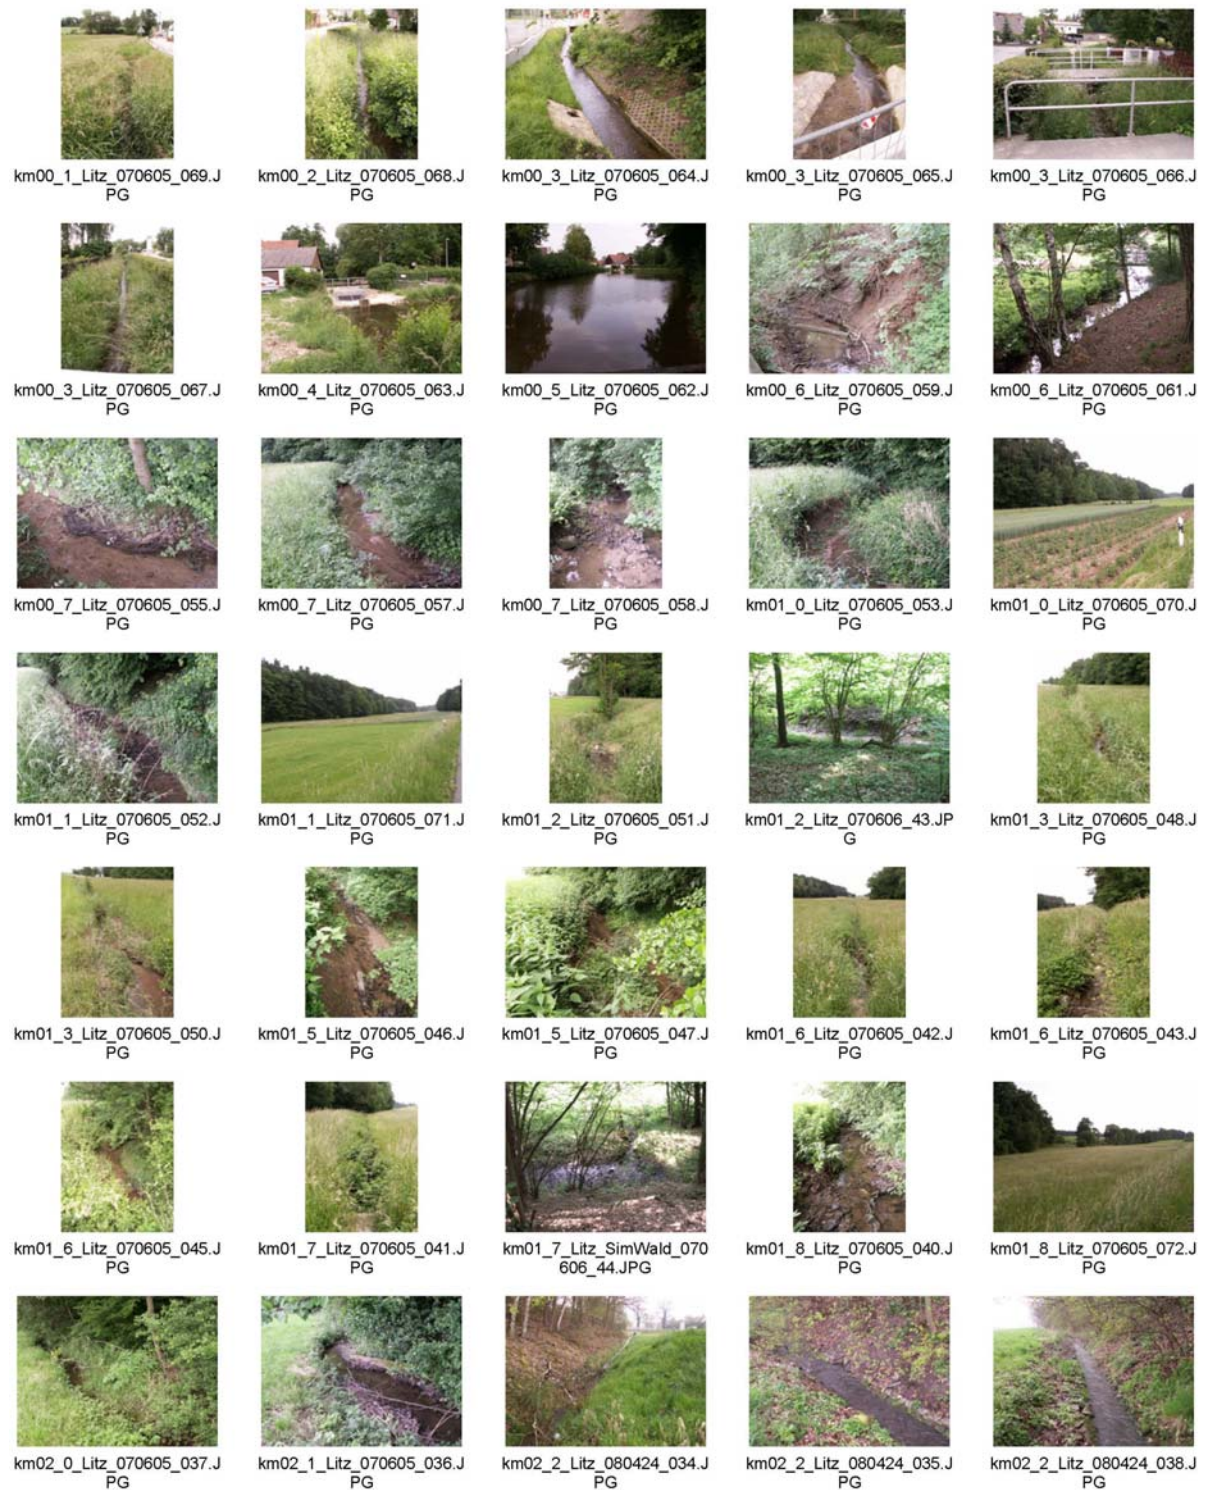 km00_1_Litz_070605_069.J
PG
km00_2_Litz_070605_068.J
PG
km00_3_Litz_070605_064.J
PG
km00_3_Litz_070605_065.J
PG
km00_3_Litz_070605_066.J
PG
km00_3_Litz_070605_067.J
PG
km00_4_Litz_070605_063.J
PG
km00_5_Litz_070605_062.J
PG
km00_6_Litz_070605_059.J
PG
km00_6_Litz_070605_061.J
PG
km00_7_Litz_070605_055.J
PG
km00_7_Litz_070605_057.J
PG
km00_7_Litz_070605_058.J
PG
km01_0_Litz_070605_053.J
PG
km01_0_Litz_070605_070.J
PG
km01_1_Litz_070605_052.J
PG
km01_1_Litz_070605_071.J
PG
km01_2_Litz_070605_051.J
PG
km01_2_Litz_070606_43.JP
G
km01_3_Litz_070605_048.J
PG
km01_3_Litz_070605_050.J
PG
km01_5_Litz_070605_046.J
PG
km01_5_Litz_070605_047.J
PG
km01_6_Litz_070605_042.J
PG
km01_6_Litz_070605_043.J
PG
km01_6_Litz_070605_045.J
PG
km01_7_Litz_070605_041.J
PG
km01_7_Litz_SimWald_070
606_44.JPG
km01_8_Litz_070605_040.J
PG
km01_8_Litz_070605_072.J
PG
km02_0_Litz_070605_037.J
PG
km02_1_Litz_070605_036.J
PG
km02_2_Litz_080424_034.J
PG
km02_2_Litz_080424_035.J
PG
km02_2_Litz_080424_038.J
PG